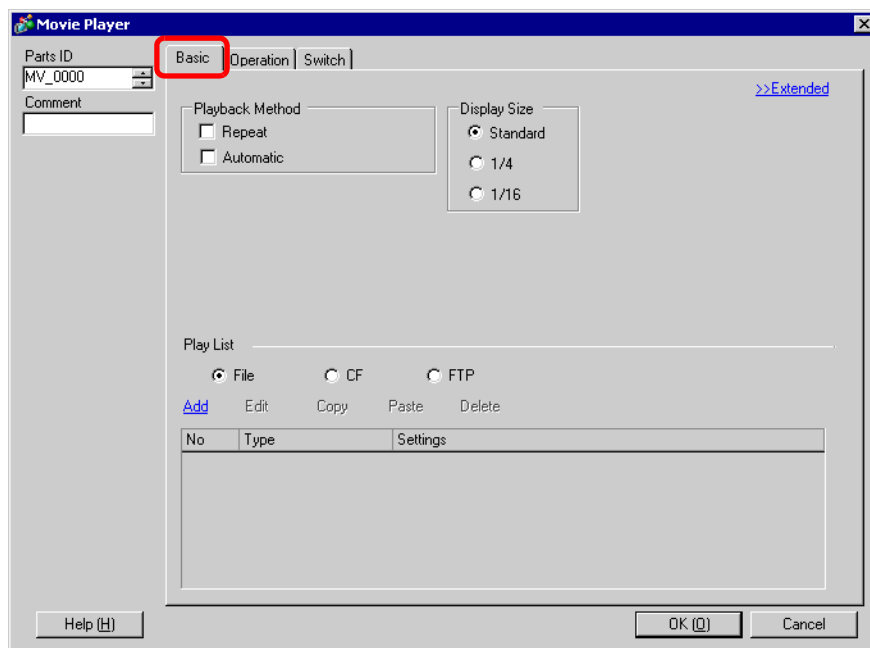 Movie Player
Parts ID
MV_0000
Comment
Basic Operation Switch
>>Extended
Playback Method
Repeat
Automatic
Display Size
Standard
1/4
1/16
Play List
File CF FTP
Add Edit Copy Paste Delete
No Type Settings
Help (H) OK (O) Cancel